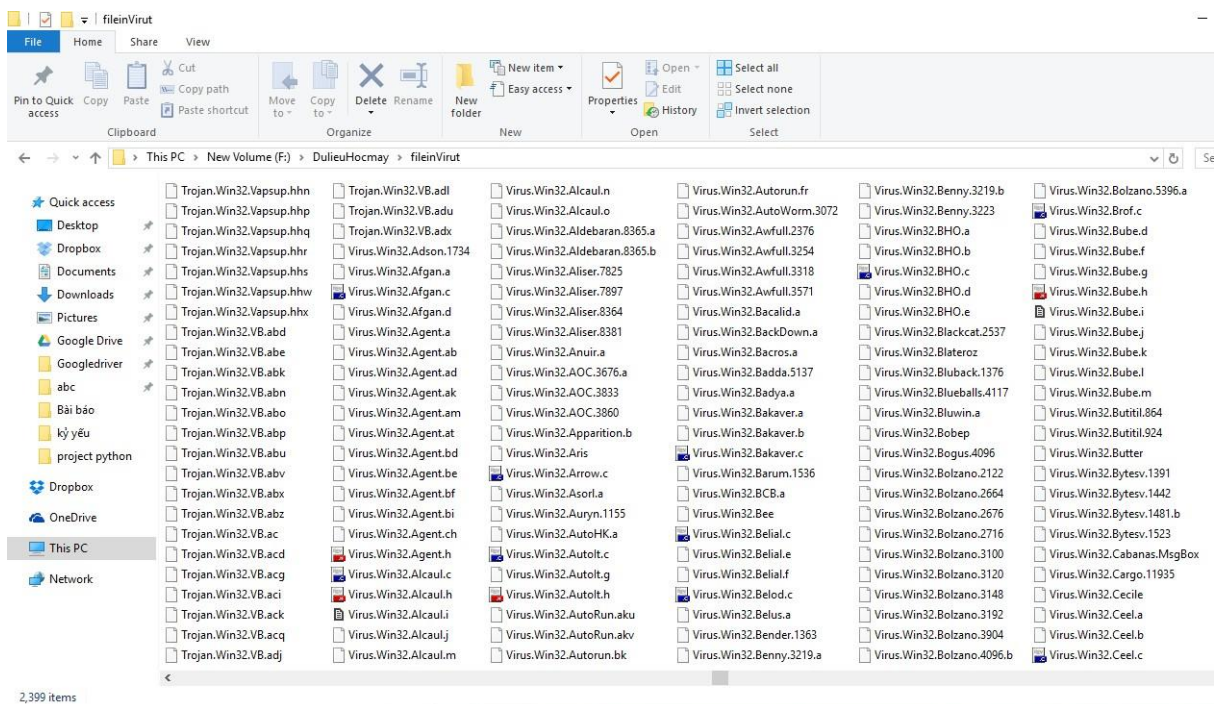 fileinVirut
File Home Share View
Pin to Quick access
Copy
Paste
Cut
Copy path
Paste shortcut
Move to
Copy to
Delete
Rename
New folder
New item
Easy access
Properties
Open
Edit
History
Select all
Select none
Invert selection
Clipboard Organize New Open Select
This PC > New Volume (F:) > DulieuHocmay > fileinVirut
Se
Quick access
Desktop
Dropbox
Documents
Downloads
Pictures
Google Drive
Googledriver
abc
Bài báo
kỷ yếu
project python
Dropbox
OneDrive
This PC
Network
Trojan.Win32.Vapsup.hhn
Trojan.Win32.Vapsup.hhp
Trojan.Win32.Vapsup.hhq
Trojan.Win32.Vapsup.hhr
Trojan.Win32.Vapsup.hhs
Trojan.Win32.Vapsup.hhw
Trojan.Win32.Vapsup.hhx
Trojan.Win32.VB.abd
Trojan.Win32.VB.abe
Trojan.Win32.VB.abk
Trojan.Win32.VB.abn
Trojan.Win32.VB.abo
Trojan.Win32.VB.abp
Trojan.Win32.VB.abu
Trojan.Win32.VB.abv
Trojan.Win32.VB.abx
Trojan.Win32.VB.abz
Trojan.Win32.VB.ac
Trojan.Win32.VB.acd
Trojan.Win32.VB.acg
Trojan.Win32.VB.aci
Trojan.Win32.VB.ack
Trojan.Win32.VB.acq
Trojan.Win32.VB.adj
Trojan.Win32.VB.adl
Trojan.Win32.VB.adu
Trojan.Win32.VB.adx
Virus.Win32.Adson.1734
Virus.Win32.Afgan.a
Virus.Win32.Afgan.c
Virus.Win32.Afgan.d
Virus.Win32.Agent.a
Virus.Win32.Agent.ab
Virus.Win32.Agent.ad
Virus.Win32.Agent.ak
Virus.Win32.Agent.am
Virus.Win32.Agent.at
Virus.Win32.Agent.bd
Virus.Win32.Agent.be
Virus.Win32.Agent.bf
Virus.Win32.Agent.bi
Virus.Win32.Agent.ch
Virus.Win32.Agent.h
Virus.Win32.Alcaul.c
Virus.Win32.Alcaul.h
Virus.Win32.Alcaul.i
Virus.Win32.Alcaul.j
Virus.Win32.Alcaul.m
Virus.Win32.Alcaul.n
Virus.Win32.Alcaul.o
Virus.Win32.Aldebaran.8365.a
Virus.Win32.Aldebaran.8365.b
Virus.Win32.Aliser.7825
Virus.Win32.Aliser.7897
Virus.Win32.Aliser.8364
Virus.Win32.Aliser.8381
Virus.Win32.Anuir.a
Virus.Win32.AOC.3676.a
Virus.Win32.AOC.3833
Virus.Win32.AOC.3860
Virus.Win32.Apparition.b
Virus.Win32.Aris
Virus.Win32.Arrow.c
Virus.Win32.Asorl.a
Virus.Win32.Auryn.1155
Virus.Win32.AutoHK.a
Virus.Win32.AutoIt.c
Virus.Win32.AutoIt.g
Virus.Win32.AutoIt.h
Virus.Win32.AutoRun.aku
Virus.Win32.AutoRun.akv
Virus.Win32.Autorun.bk
Virus.Win32.Autorun.fr
Virus.Win32.AutoWorm.3072
Virus.Win32.Awfull.2376
Virus.Win32.Awfull.3254
Virus.Win32.Awfull.3318
Virus.Win32.Awfull.3571
Virus.Win32.Bacalid.a
Virus.Win32.BackDown.a
Virus.Win32.Bacros.a
Virus.Win32.Badda.5137
Virus.Win32.Badya.a
Virus.Win32.Bakaver.a
Virus.Win32.Bakaver.b
Virus.Win32.Bakaver.c
Virus.Win32.Barum.1536
Virus.Win32.BCB.a
Virus.Win32.Bee
Virus.Win32.Belial.c
Virus.Win32.Belial.e
Virus.Win32.Belial.f
Virus.Win32.Belod.c
Virus.Win32.Belus.a
Virus.Win32.Bender.1363
Virus.Win32.Benny.3219.a
Virus.Win32.Benny.3219.b
Virus.Win32.Benny.3223
Virus.Win32.BHO.a
Virus.Win32.BHO.b
Virus.Win32.BHO.c
Virus.Win32.BHO.d
Virus.Win32.BHO.e
Virus.Win32.Blackcat.2537
Virus.Win32.Blateroz
Virus.Win32.Bluback.1376
Virus.Win32.Blueballs.4117
Virus.Win32.Bluwin.a
Virus.Win32.Bobep
Virus.Win32.Bogus.4096
Virus.Win32.Bolzano.2122
Virus.Win32.Bolzano.2664
Virus.Win32.Bolzano.2676
Virus.Win32.Bolzano.2716
Virus.Win32.Bolzano.3100
Virus.Win32.Bolzano.3120
Virus.Win32.Bolzano.3148
Virus.Win32.Bolzano.3192
Virus.Win32.Bolzano.3904
Virus.Win32.Bolzano.4096.b
Virus.Win32.Bolzano.5396.a
Virus.Win32.Brof.c
Virus.Win32.Bube.d
Virus.Win32.Bube.f
Virus.Win32.Bube.g
Virus.Win32.Bube.h
Virus.Win32.Bube.i
Virus.Win32.Bube.j
Virus.Win32.Bube.k
Virus.Win32.Bube.l
Virus.Win32.Bube.m
Virus.Win32.Butitil.864
Virus.Win32.Butitil.924
Virus.Win32.Butter
Virus.Win32.Bytesv.1391
Virus.Win32.Bytesv.1442
Virus.Win32.Bytesv.1481.b
Virus.Win32.Bytesv.1523
Virus.Win32.Cabanas.MsgBox
Virus.Win32.Cargo.11935
Virus.Win32.Cecile
Virus.Win32.Ceel.a
Virus.Win32.Ceel.b
Virus.Win32.Ceel.c
2,399 items